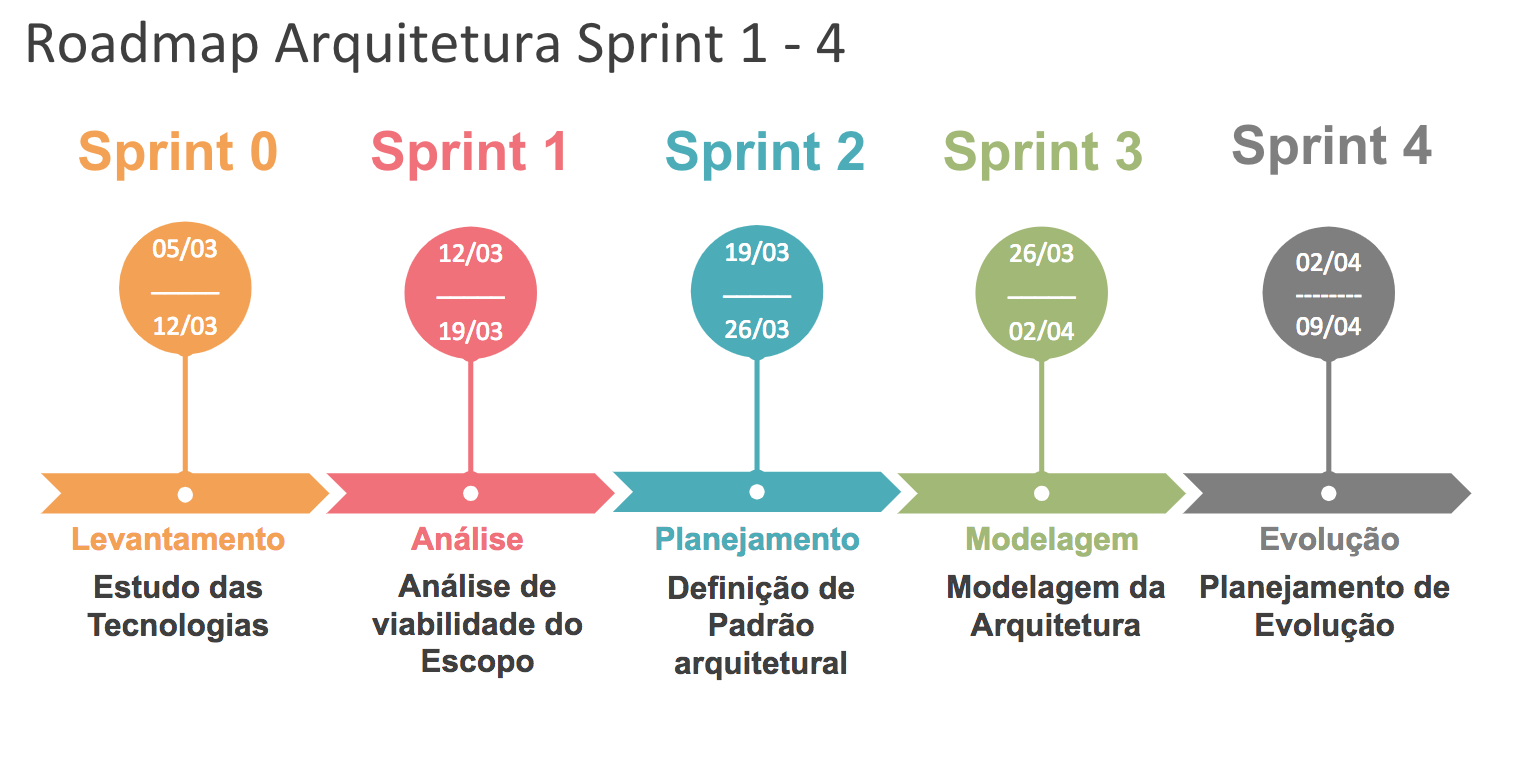 Roadmap Arquitetura Sprint 1 - 4
Sprint 0
Sprint 1
Sprint 2
Sprint 3
Sprint 4
05/03
12/03
12/03
19/03
19/03
26/03
26/03
02/04
02/04
--------
09/04
Levantamento
Estudo das
Tecnologias
Análise
Análise de
viabilidade do
Escopo
Planejamento
Definição de
Padrão
arquitetural
Modelagem
Modelagem da
Arquitetura
Evolução
Planejamento de
Evolução